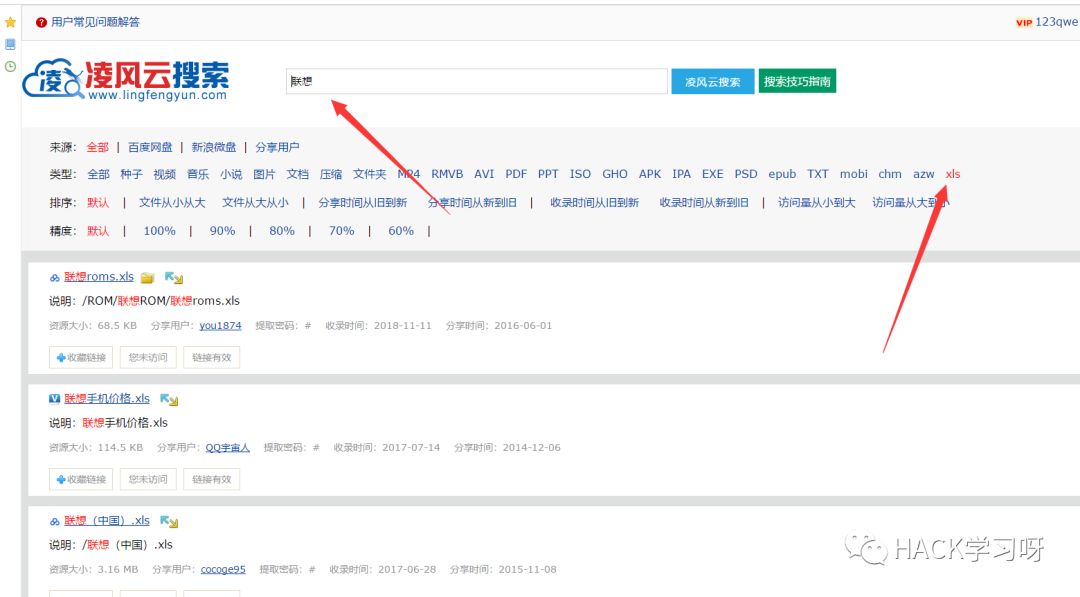 用户常见问题解答
VIP 123qwe
凌 凌风云搜索
www.lingfengyun.com
联想
凌风云搜索 搜索技巧指南
来源: 全部 | 百度网盘 | 新浪微盘 | 分享用户
类型: 全部 种子 视频 音乐 小说 图片 文档 压缩 文件夹 MP4 RMVB AVI PDF PPT ISO GHO APK IPA EXE PSD epub TXT mobi chm azw xls
排序: 默认 | 文件从小从大 文件从大从小 | 分享时间从旧到新 分享时间从新到旧 | 收录时间从旧到新 收录时间从新到旧 | 访问量从小到大 访问量从大到小
精度: 默认 | 100% | 90% | 80% | 70% | 60% |
联想roms.xls
说明: /ROM/联想ROM/联想roms.xls
资源大小: 68.5 KB 分享用户: you1874 提取密码: # 收录时间: 2018-11-11 分享时间: 2016-06-01
收藏链接 您未访问 链接有效
联想手机价格.xls
说明: 联想手机价格.xls
资源大小: 114.5 KB 分享用户: QQ宇宙人 提取密码: # 收录时间: 2017-07-14 分享时间: 2014-12-06
收藏链接 您未访问 链接有效
联想（中国）.xls
说明: /联想（中国）.xls
资源大小: 3.16 MB 分享用户: cocoge95 提取密码: # 收录时间: 2017-06-28 分享时间: 2015-11-08
HACK学习呀